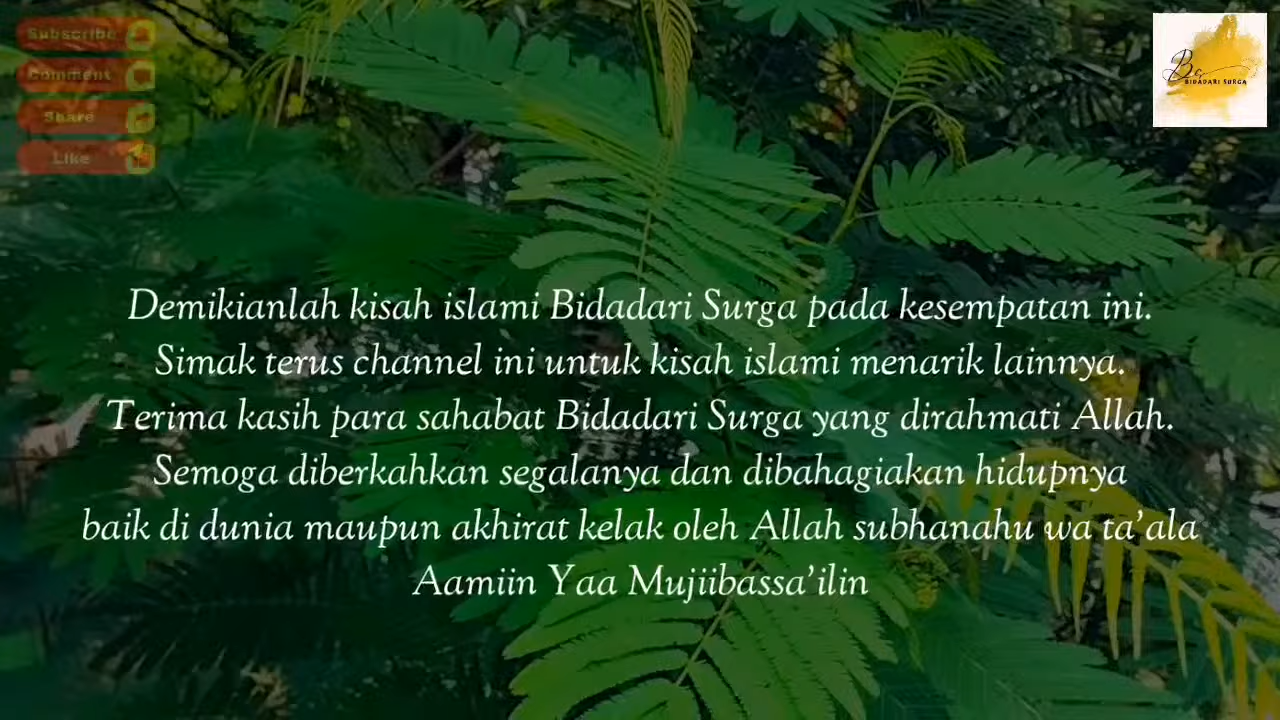 Subscribe
Comment
Share
Like
Bs
BIDADARI SURGA
Demikianlah kisah islami Bidadari Surga pada kesempatan ini.
Simak terus channel ini untuk kisah islami menarik lainnya.
Terima kasih para sahabat Bidadari Surga yang dirahmati Allah.
Semoga diberkahkan segalanya dan dibahagiakan hidupnya
baik di dunia maupun akhirat kelak oleh Allah subhanahu wa ta’ala
Aamiin Yaa Mujiibassa’ilin